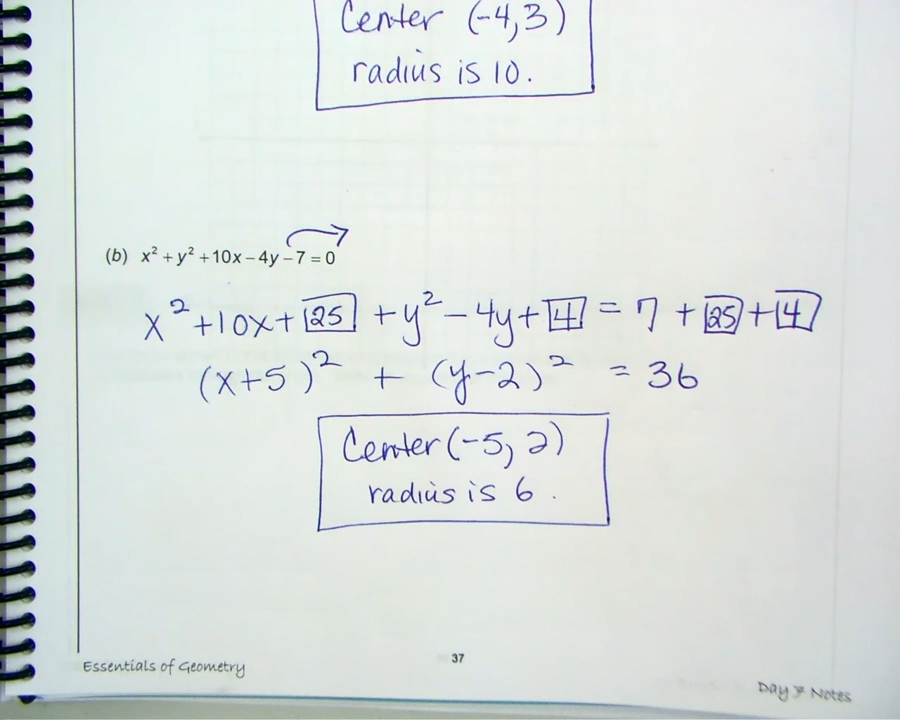 Center (-4,3)
radius is 10.
(b) x² + y² + 10x − 4y − 7 = 0
x² + 10x + 25 + y² − 4y + 4 = 7 + 25 + 4
(x+5)² + (y−2)² = 36
Center (-5, 2)
radius is 6.
37
Essentials of Geometry
Day 7 Notes